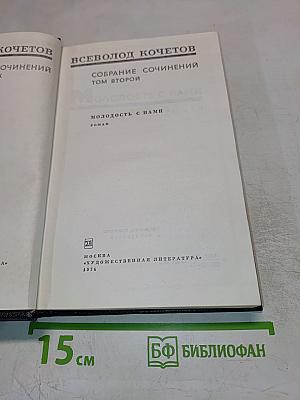 КОЧЕТОВ
СОЧИНЕНИЙ
ВСЕВОЛОД КОЧЕТОВ
СОБРАНИЕ СОЧИНЕНИЙ
ТОМ ВТОРОЙ
МОЛОДОСТЬ С НАМИ
РОМАН
МОСКВА
«ХУДОЖЕСТВЕННАЯ ЛИТЕРАТУРА»
1974
15 см
БФ БИБЛИОФАН